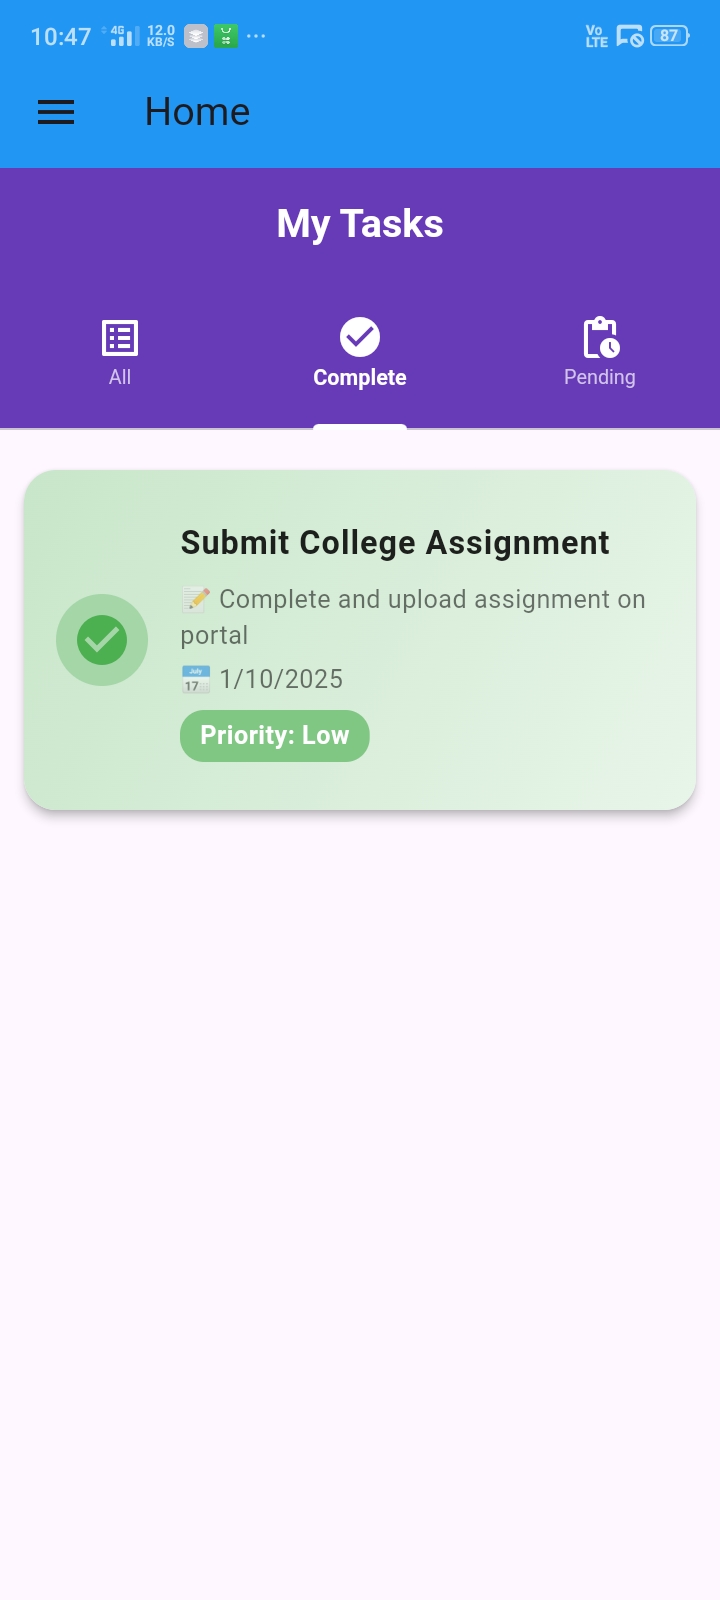 10:47 4G 12.0 KB/S Vo LTE 87
Home
My Tasks
All Complete Pending
Submit College Assignment
📝 Complete and upload assignment on
portal
📅 1/10/2025
Priority: Low